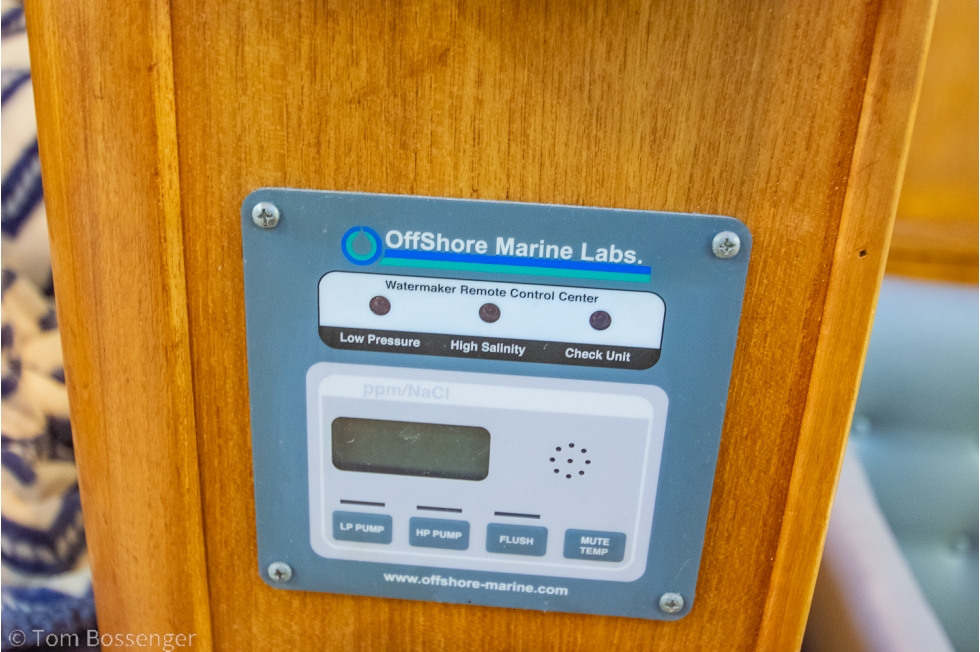 OffShore Marine Labs.
Watermaker Remote Control Center
Low Pressure High Salinity Check Unit
ppm/NaCl
LP PUMP HP PUMP FLUSH MUTE
TEMP
www.offshore-marine.com
© Tom Bossenger